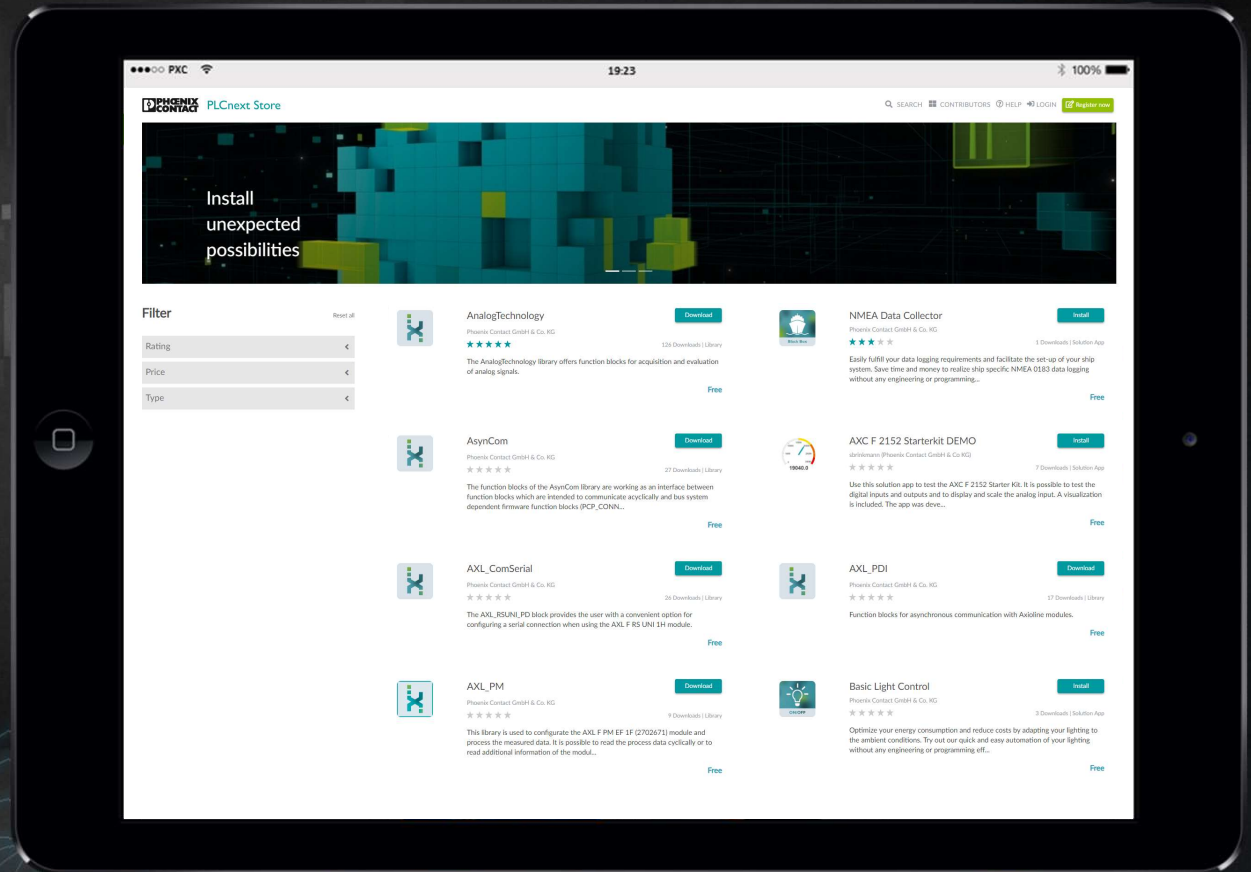 PXC
19:23
100%
PHŒNIX
CONTACT
PLCnext Store
SEARCH CONTRIBUTORS HELP LOGIN Register now
Install
unexpected
possibilities
Filter
Reset all
Rating
Price
Type
AnalogTechnology
Download
Phoenix Contact GmbH & Co. KG
126 Downloads | Library
The AnalogTechnology library offers function blocks for acquisition and evaluation
of analog signals.
Free
NMEA Data Collector
Install
Black Box
Phoenix Contact GmbH & Co. KG
1 Downloads | Solution App
Easily fulfill your data logging requirements and facilitate the set-up of your ship
system. Save time and money to realize ship specific NMEA 0183 data logging
without any engineering or programming...
Free
AsynCom
Download
Phoenix Contact GmbH & Co. KG
27 Downloads | Library
The function blocks of the AsynCom library are working as an interface between
function blocks which are intended to communicate acyclically and bus system
dependent firmware function blocks (PCP_CONN...
Free
AXC F 2152 Starterkit DEMO
Install
19040.0
sbrinkmann (Phoenix Contact GmbH & Co KG)
7 Downloads | Solution App
Use this solution app to test the AXC F 2152 Starter Kit. It is possible to test the
digital inputs and outputs and to display and scale the analog input. A visualization
is included. The app was deve...
Free
AXL_ComSerial
Download
Phoenix Contact GmbH & Co. KG
26 Downloads | Library
The AXL_RSUNI_PD block provides the user with a convenient option for
configuring a serial connection when using the AXL F RS UNI 1H module.
Free
AXL_PDI
Download
Phoenix Contact GmbH & Co. KG
17 Downloads | Library
Function blocks for asynchronous communication with Axioline modules.
Free
AXL_PM
Download
Phoenix Contact GmbH & Co. KG
9 Downloads | Library
This library is used to configurate the AXL F PM EF 1F (2702671) module and
process the measured data. It is possible to read the process data cyclically or to
read additional information of the modul...
Free
Basic Light Control
Install
ON/OFF
Phoenix Contact GmbH & Co. KG
3 Downloads | Solution App
Optimize your energy consumption and reduce costs by adapting your lighting to
the ambient conditions. Try out our quick and easy automation of your lighting
without any engineering or programming eff...
Free